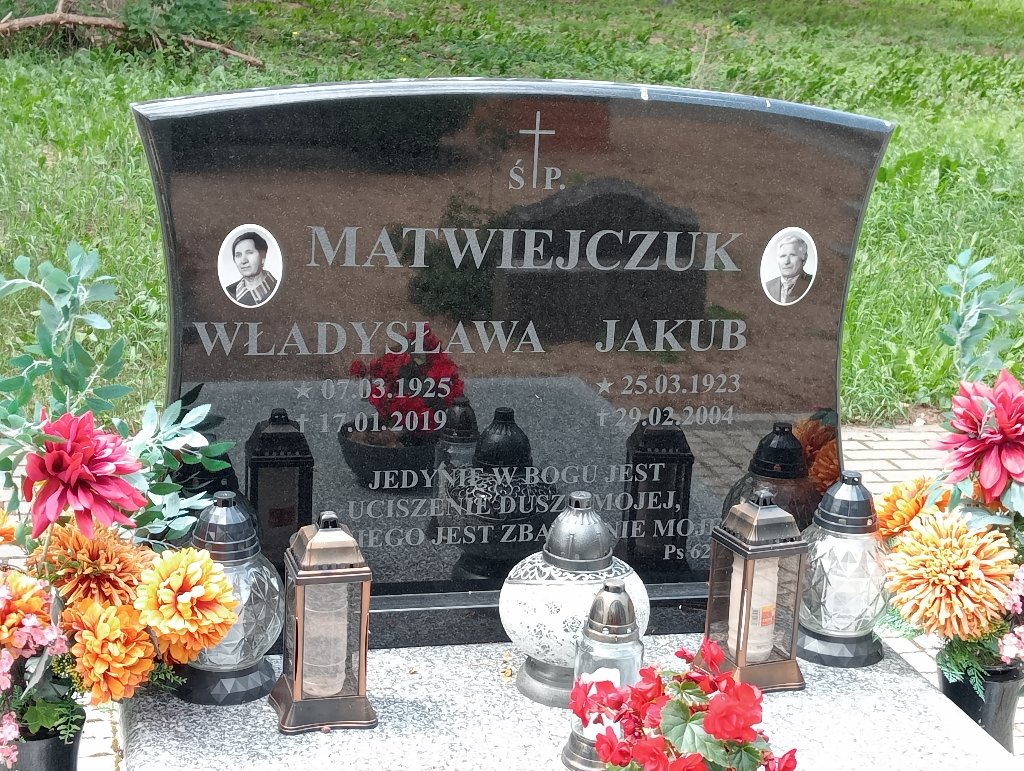 Ś P.
MATWIEJCZUK
WŁADYSŁAWA JAKUB
★ 07.03.1925 ★ 25.03.1923
† 17.01.2019 † 29.02.2004
JEDYNIE W BOGU JEST
UCISZENIE DUSZY MOJEJ,
JEST
Ps 62